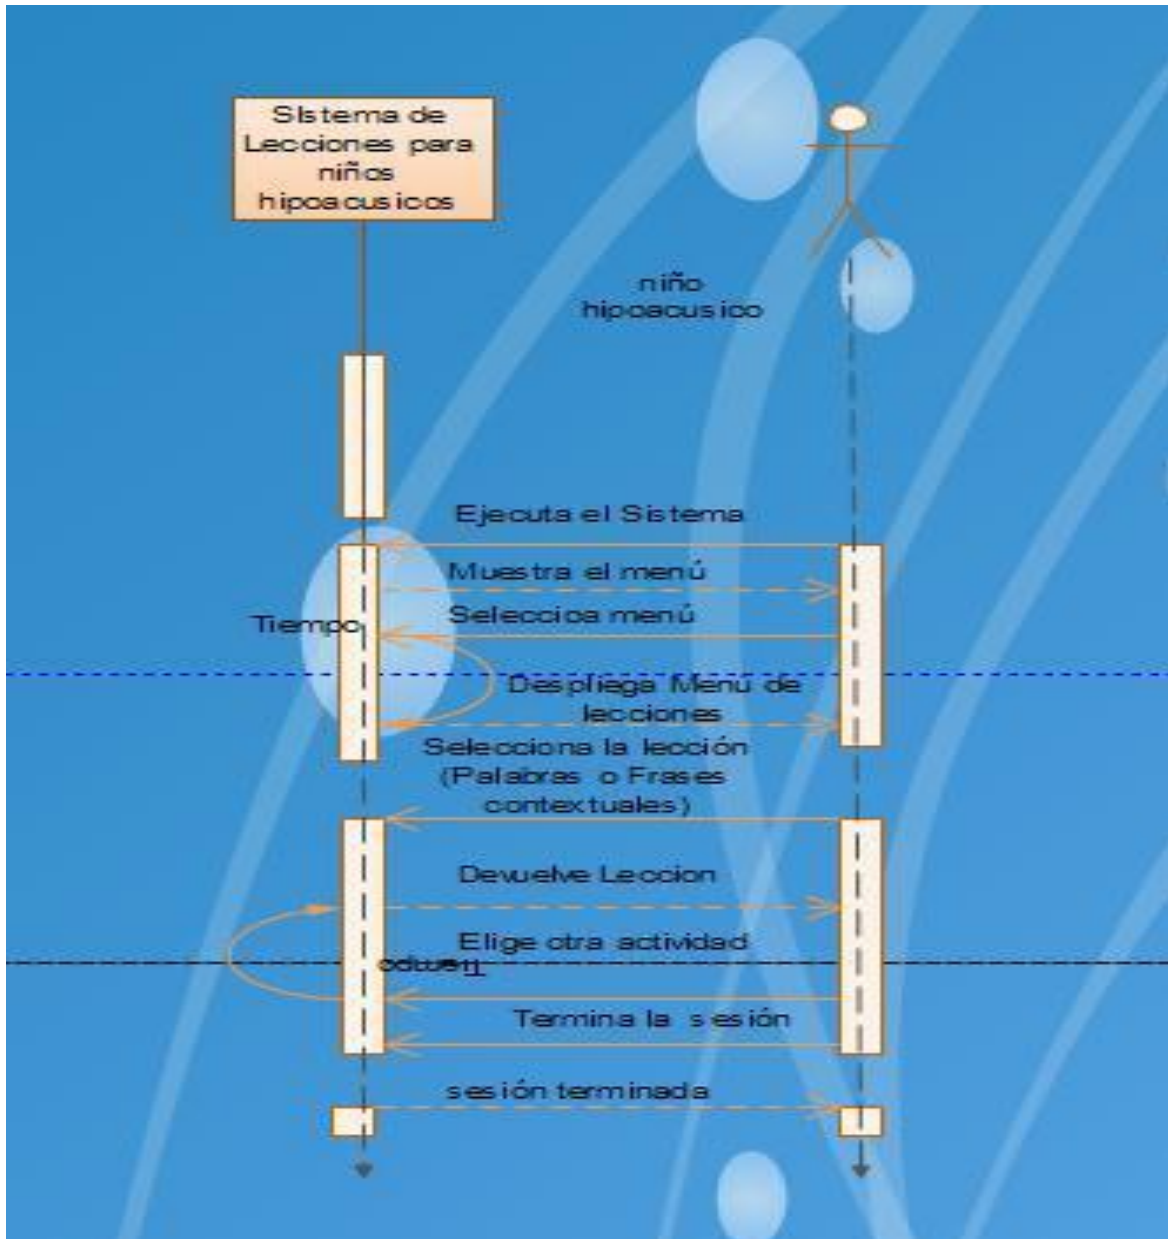 SIstema de
Lecciones para
niños
hipoacusicos
niño
hipoacusico
Ejecuta el Sistema
Muestra el menú
Seleccioa menú
Tiempo
Despliega Menú de
lecciones
Selecciona la lección
(Palabras o Frases
contextuales)
Devuelve Leccion
Elige otra actividad
Tiempo
Termina la sesión
sesión terminada